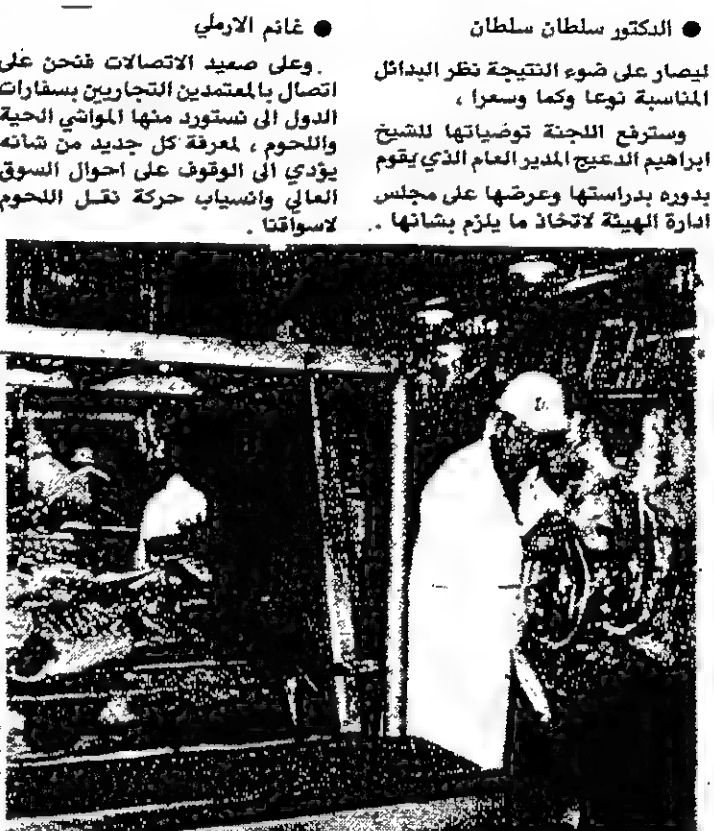 ● الدكتور سلطان سلطان
ليصار على ضوء النتيجة نظر البدائل
المناسبة نوعا وكما وسعرا ،
وسترفع اللجنة توضياتها للشيخ
ابراهيم الدعيج المدير العام الذي يقوم
بدوره بدراستها وعرضها على مجلس
ادارة الهيئة لاتخاذ ما يلزم بشانها .
● غانم الارملي
وعلى صعيد الاتصالات فنحن على
اتصال بالمعتمدين التجاريين بسفارات
الدول الى نستورد منها المواشي الحية
واللحوم ، لمعرفة كل جديد من شانه
يؤدي الى الوقوف على احوال السوق
العالي وانسياب حركة نقل اللحوم
لاسواقنا .